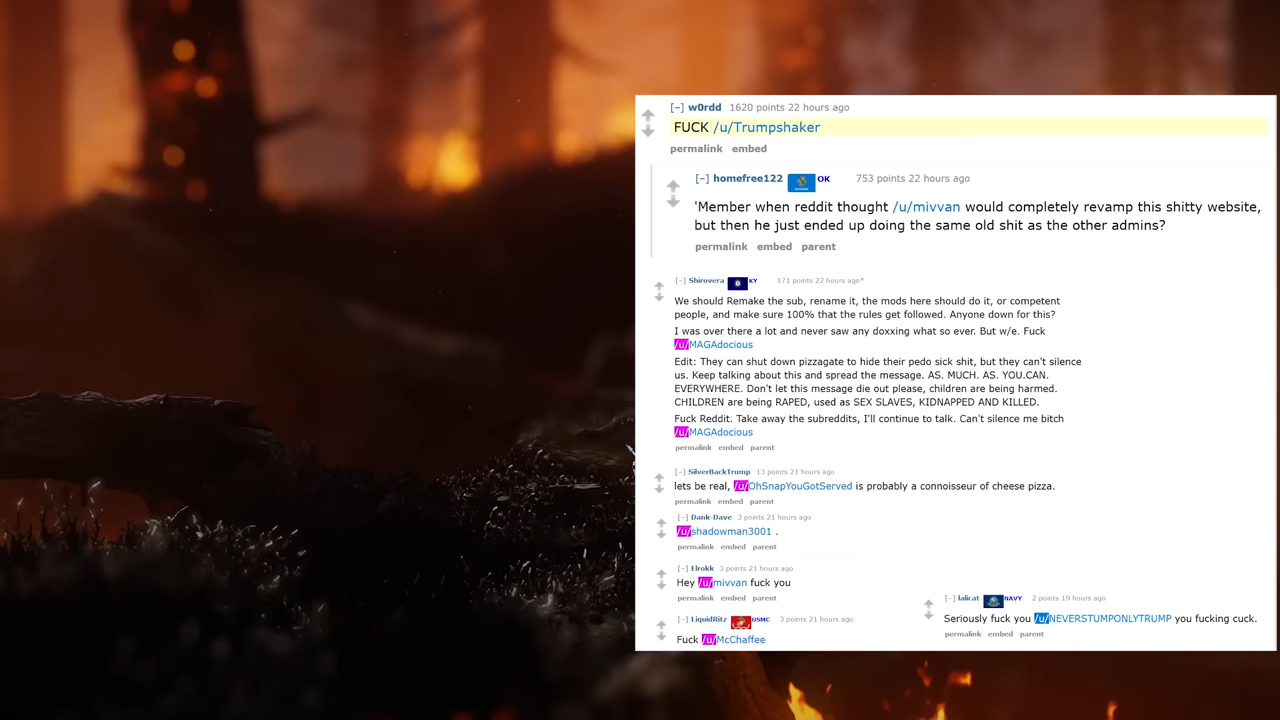 [–] w0rdd 1620 points 22 hours ago
FUCK /u/Trumpshaker
permalink embed
[–] homefree122 OK 753 points 22 hours ago
'Member when reddit thought /u/mivvan would completely revamp this shitty website,
but then he just ended up doing the same old shit as the other admins?
permalink embed parent
[–] Shirovera KY 171 points 22 hours ago*
We should Remake the sub, rename it, the mods here should do it, or competent
people, and make sure 100% that the rules get followed. Anyone down for this?
I was over there a lot and never saw any doxxing what so ever. But w/e. Fuck
/u/MAGAdocious
Edit: They can shut down pizzagate to hide their pedo sick shit, but they can't silence
us. Keep talking about this and spread the message. AS. MUCH. AS. YOU.CAN.
EVERYWHERE. Don't let this message die out please, children are being harmed.
CHILDREN are being RAPED, used as SEX SLAVES, KIDNAPPED AND KILLED.
Fuck Reddit. Take away the subreddits, I'll continue to talk. Can't silence me bitch
/u/MAGAdocious
permalink embed parent
[–] SilverBackTrump 13 points 21 hours ago
lets be real, /u/OhSnapYouGotServed is probably a connoisseur of cheese pizza.
permalink embed parent
[–] Dank-Dave 3 points 21 hours ago
/u/shadowman3001 .
permalink embed parent
[–] Elrokk 3 points 21 hours ago
Hey /u/mivvan fuck you
permalink embed parent
[–] LiquidRitz USMC 3 points 21 hours ago
Fuck /u/McChaffee
[–] lalicat NAVY 2 points 19 hours ago
Seriously fuck you /u/NEVERSTUMPONLYTRUMP you fucking cuck.
permalink embed parent